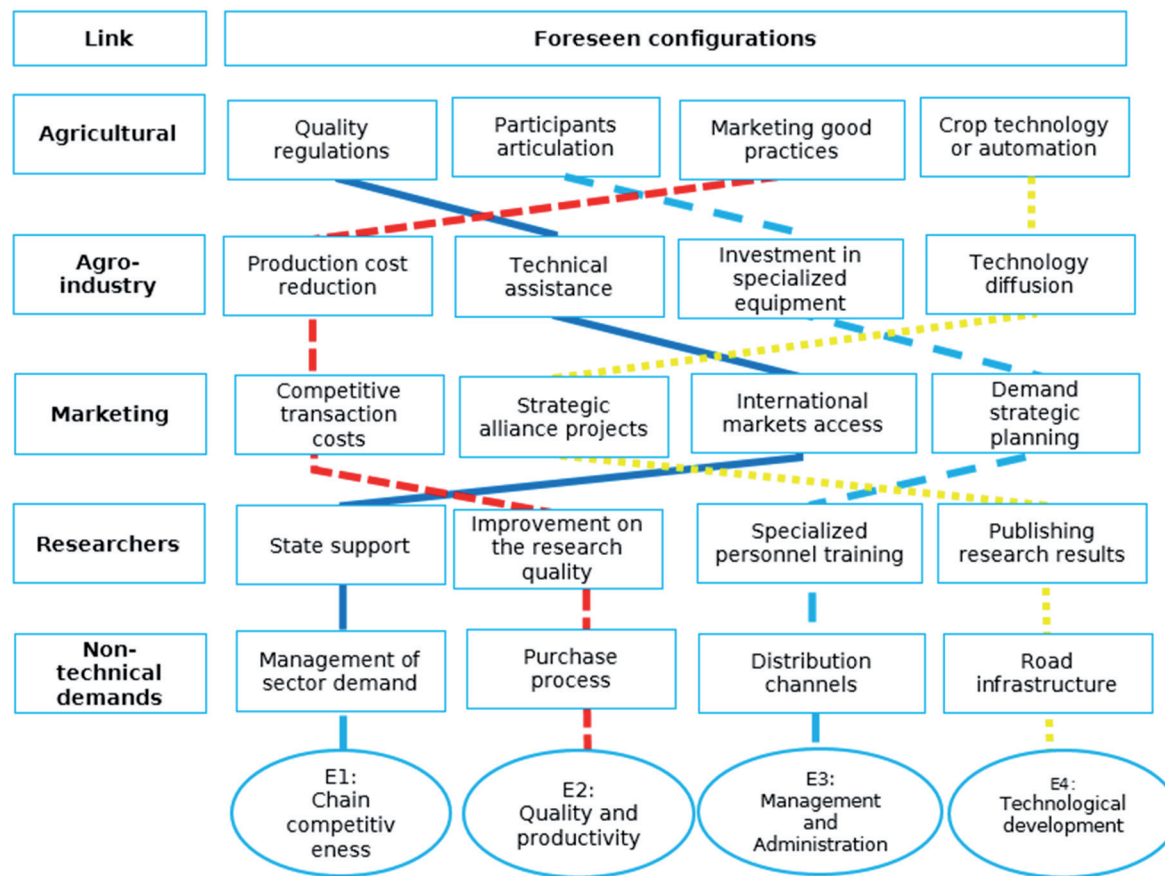 Link
Foreseen configurations
Agricultural
Quality
regulations
Participants
articulation
Marketing good
practices
Crop technology
or automation
Agro-
industry
Production cost
reduction
Technical
assistance
Investment in
specialized
equipment
Technology
diffusion
Marketing
Competitive
transaction
costs
Strategic
alliance projects
International
markets access
Demand
strategic
planning
Researchers
State support
Improvement on
the research
quality
Specialized
personnel training
Publishing
research results
Non-
technical
demands
Management of
sector demand
Purchase
process
Distribution
channels
Road
infrastructure
E1:
Chain
competitiv
eness
E2:
Quality and
productivity
E3:
Management
and
Administration
E4:
Technological
development